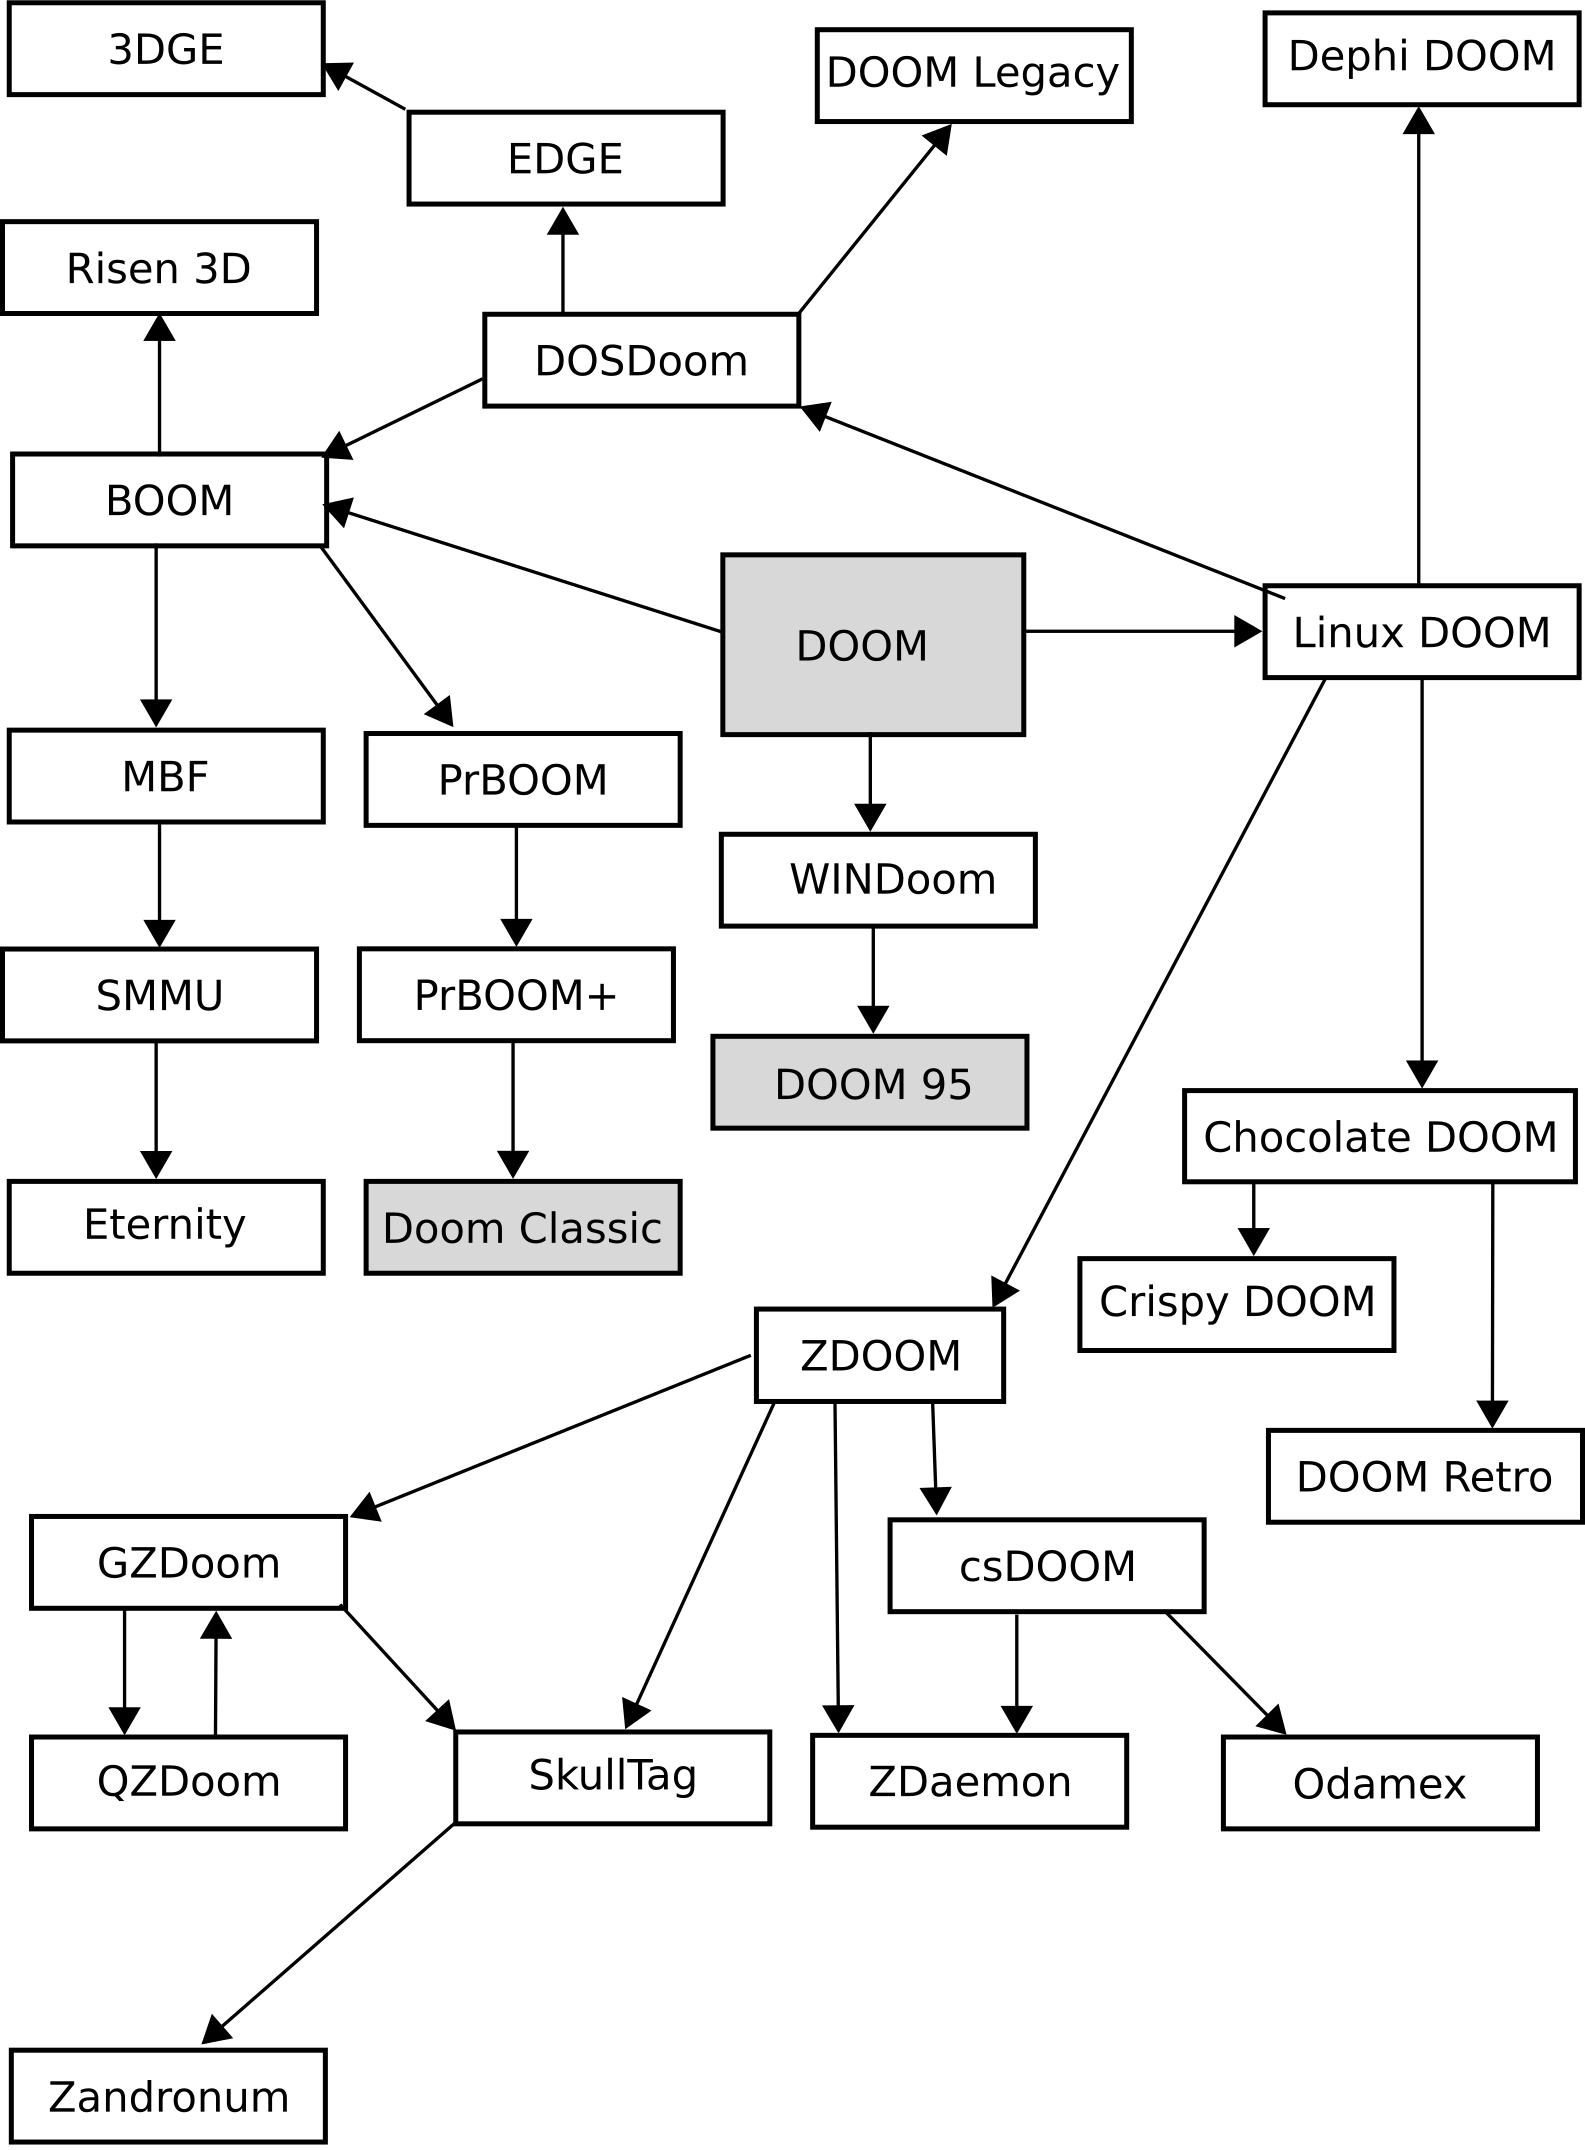 3DGE
DOOM Legacy
Dephi DOOM
EDGE
Risen 3D
DOSDoom
BOOM
DOOM
Linux DOOM
MBF
PrBOOM
WINDoom
SMMU
PrBOOM+
DOOM 95
Chocolate DOOM
Eternity
Doom Classic
Crispy DOOM
ZDOOM
DOOM Retro
GZDoom
csDOOM
QZDoom
SkullTag
ZDaemon
Odamex
Zandronum